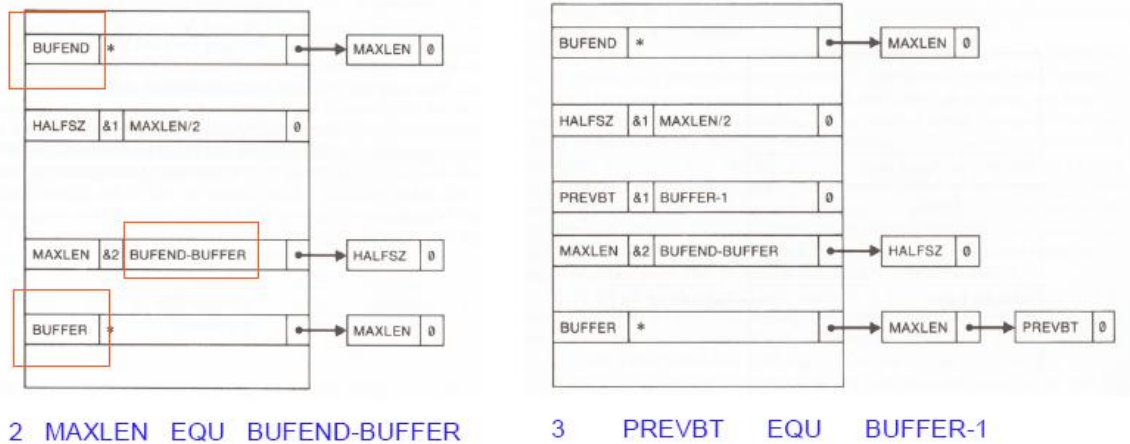 BUFEND * MAXLEN 0
HALFSZ &1 MAXLEN/2 0
MAXLEN &2 BUFEND-BUFFER HALFSZ 0
BUFFER * MAXLEN 0
2 MAXLEN EQU BUFEND-BUFFER
BUFEND * MAXLEN 0
HALFSZ &1 MAXLEN/2 0
PREVBT &1 BUFFER-1 0
MAXLEN &2 BUFEND-BUFFER HALFSZ 0
BUFFER * MAXLEN PREVBT 0
3 PREVBT EQU BUFFER-1